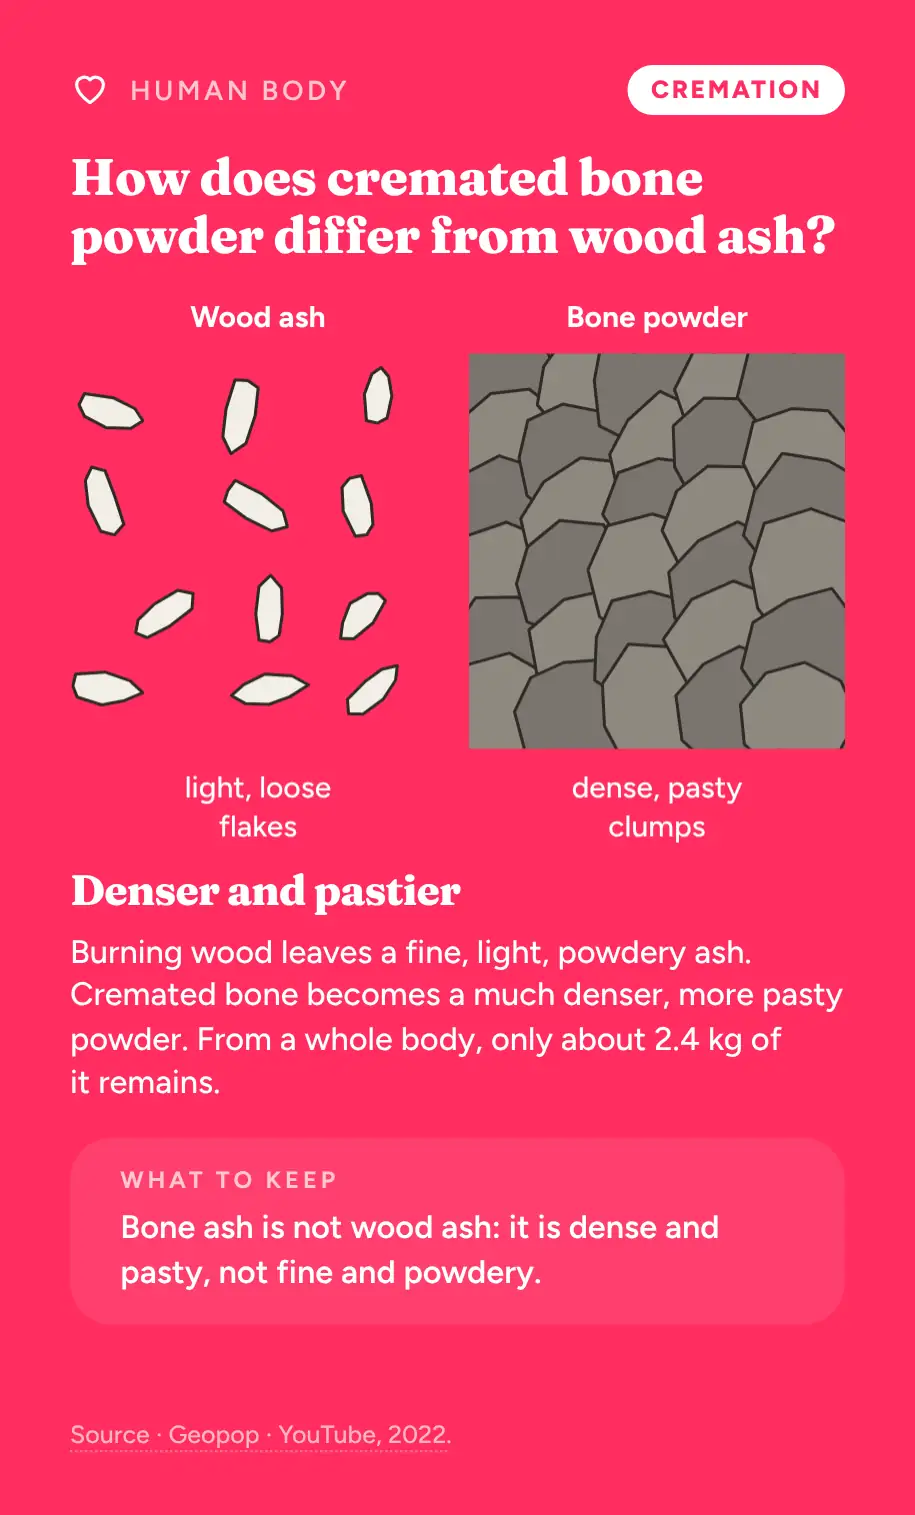 HUMAN BODY
CREMATION
How does cremated bone
powder differ from wood ash?
Wood ash
Bone powder
light, loose
flakes
dense, pasty
clumps
Denser and pastier
Burning wood leaves a fine, light, powdery ash.
Cremated bone becomes a much denser, more pasty
powder. From a whole body, only about 2.4 kg of
it remains.
WHAT TO KEEP
Bone ash is not wood ash: it is dense and
pasty, not fine and powdery.
Source · Geopop · YouTube, 2022.